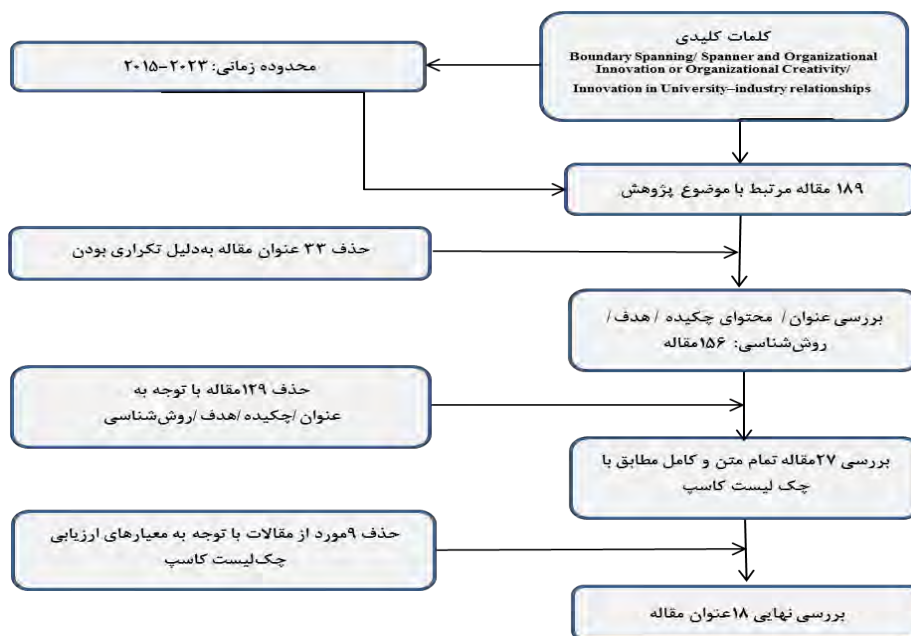 کلمات کلیدی
Boundary Spanning/ Spanner and Organizational
Innovation or Organizational Creativity/
Innovation in University–industry relationships
محدوده زمانی: ۲۰۲۳-۲۰۱۵
۱۸۹ مقاله مرتبط با موضوع پژوهش
حذف ۳۳ عنوان مقاله به‌دلیل تکراری بودن
بررسی عنوان/ محتوای چکیده / هدف/
روش‌شناسی: ۱۵۶مقاله
حذف ۱۲۹مقاله با توجه به
عنوان /چکیده /هدف /روش‌شناسی
بررسی ۲۷مقاله تمام متن و کامل مطابق با
چک لیست کاسپ
حذف ۹مورد از مقالات با توجه به معیارهای ارزیابی
چک‌لیست کاسپ
بررسی نهایی ۱۸عنوان مقاله